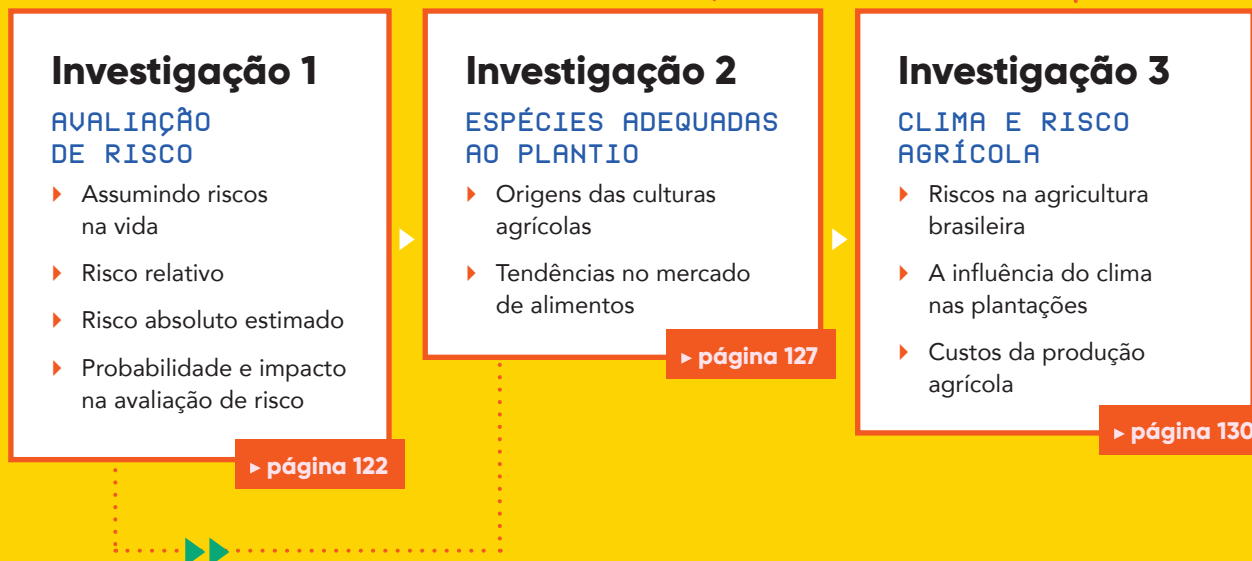 Investigação 1
AVALIAÇÃO
DE RISCO
Assumindo riscos
na vida
Risco relativo
Risco absoluto estimado
Probabilidade e impacto
na avaliação de risco
▸ página 122
Investigação 2
ESPÉCIES ADEQUADAS
AO PLANTIO
Origens das culturas
agrícolas
Tendências no mercado
de alimentos
▸ página 127
Investigação 3
CLIMA E RISCO
AGRÍCOLA
Riscos na agricultura
brasileira
A influência do clima
nas plantações
Custos da produção
agrícola
▸ página 130